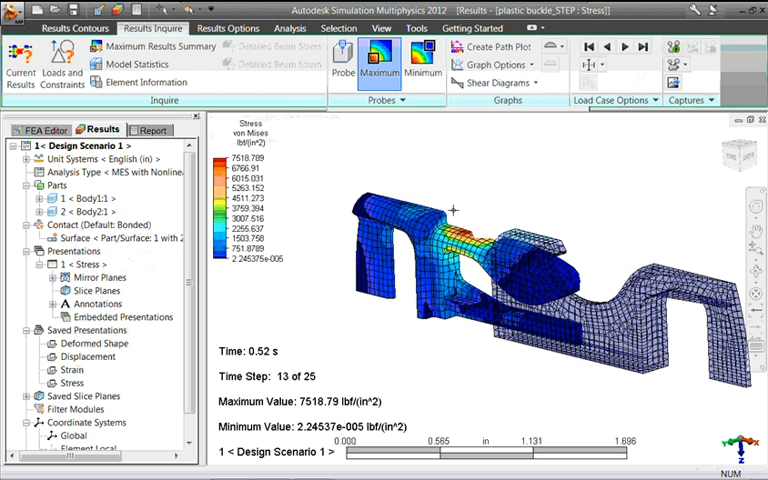 Autodesk Simulation Multiphysics 2012 [Results - [plastic buckle_STEP : Stress]]
Results Contours Results Inquire Results Options Analysis Selection View Tools Getting Started
Current Results
Loads and Constraints
Maximum Results Summary
Model Statistics
Element Information
Detailed Beam Stress
Detailed Beam Strain
Inquire
Probe
Maximum
Minimum
Probes
Create Path Plot
Graph Options
Shear Diagrams
Graphs
Load Case Options
Captures
FEA Editor Results Report
1< Design Scenario 1 >
Unit Systems < English (in) >
Analysis Type < MES with Nonline
Parts
1 < Body1:1 >
2 < Body2:1 >
Contact (Default: Bonded)
Surface < Part/Surface: 1 with 2
Presentations
1 < Stress >
Mirror Planes
Slice Planes
Annotations
Embedded Presentations
Saved Presentations
Deformed Shape
Displacement
Strain
Stress
Saved Slice Planes
Filter Modules
Coordinate Systems
Global
Element Local
Stress
von Mises
lbf/(in^2)
7518.789
6766.91
6015.031
5263.152
4511.273
3759.394
3007.516
2255.637
1503.758
751.8789
2.245375e-005
Time: 0.52 s
Time Step: 13 of 25
Maximum Value: 7518.79 lbf/(in^2)
Minimum Value: 2.24537e-005 lbf/(in^2)
1 < Design Scenario 1 >
0.000 0.565 in 1.131 1.696
NUM